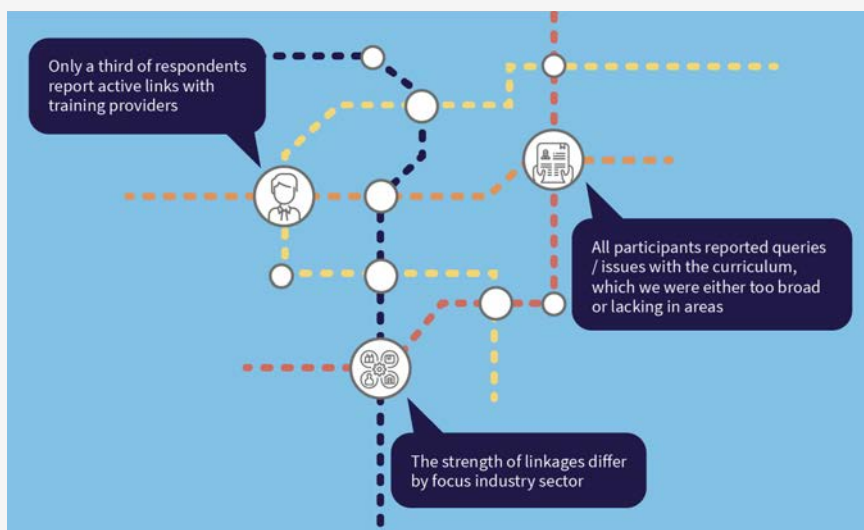 Only a third of respondents
report active links with
training providers
All participants reported queries
/ issues with the curriculum,
which we were either too broad
or lacking in areas
The strength of linkages differ
by focus industry sector